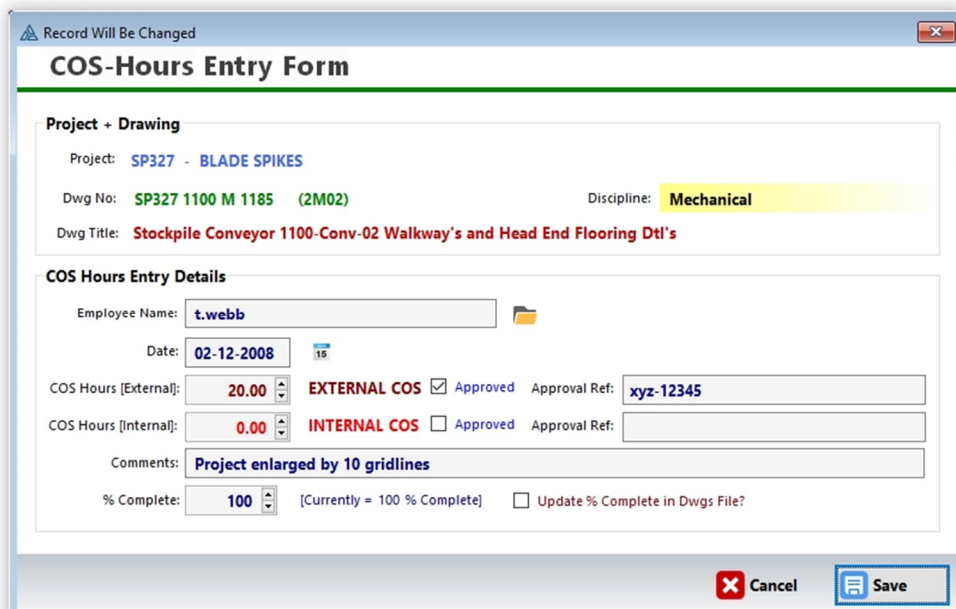 Record Will Be Changed
COS-Hours Entry Form
Project + Drawing
Project: SP327 - BLADE SPIKES
Dwg No: SP327 1100 M 1185 (2M02) Discipline: Mechanical
Dwg Title: Stockpile Conveyor 1100-Conv-02 Walkway's and Head End Flooring Dtl's
COS Hours Entry Details
Employee Name: t.webb
Date: 02-12-2008 15
COS Hours [External]: 20.00 EXTERNAL COS Approved Approval Ref: xyz-12345
COS Hours [Internal]: 0.00 INTERNAL COS Approved Approval Ref:
Comments: Project enlarged by 10 gridlines
% Complete: 100 [Currently = 100 % Complete] Update % Complete in Dwgs File?
Cancel Save